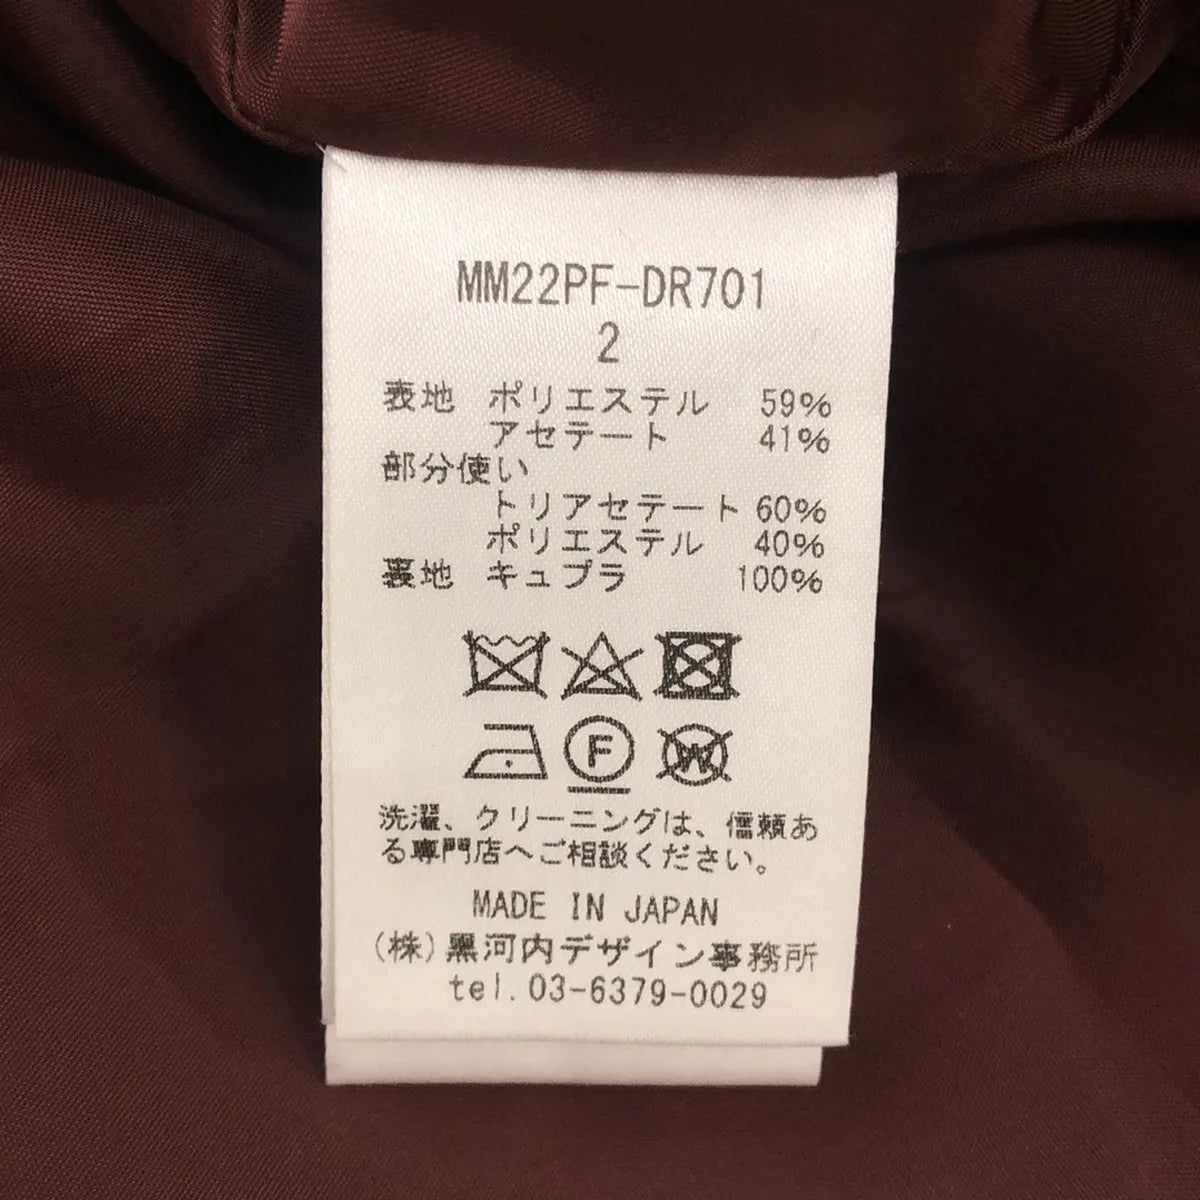 MM22PF-DR701
2
表地 ポリエステル 59%
アセテート 41%
部分使い
トリアセテート 60%
ポリエステル 40%
裏地 キュプラ 100%
F
W
洗濯、クリーニングは、信頼あ
る専門店へご相談ください。
MADE IN JAPAN
(株)黒河内デザイン事務所
tel.03-6379-0029